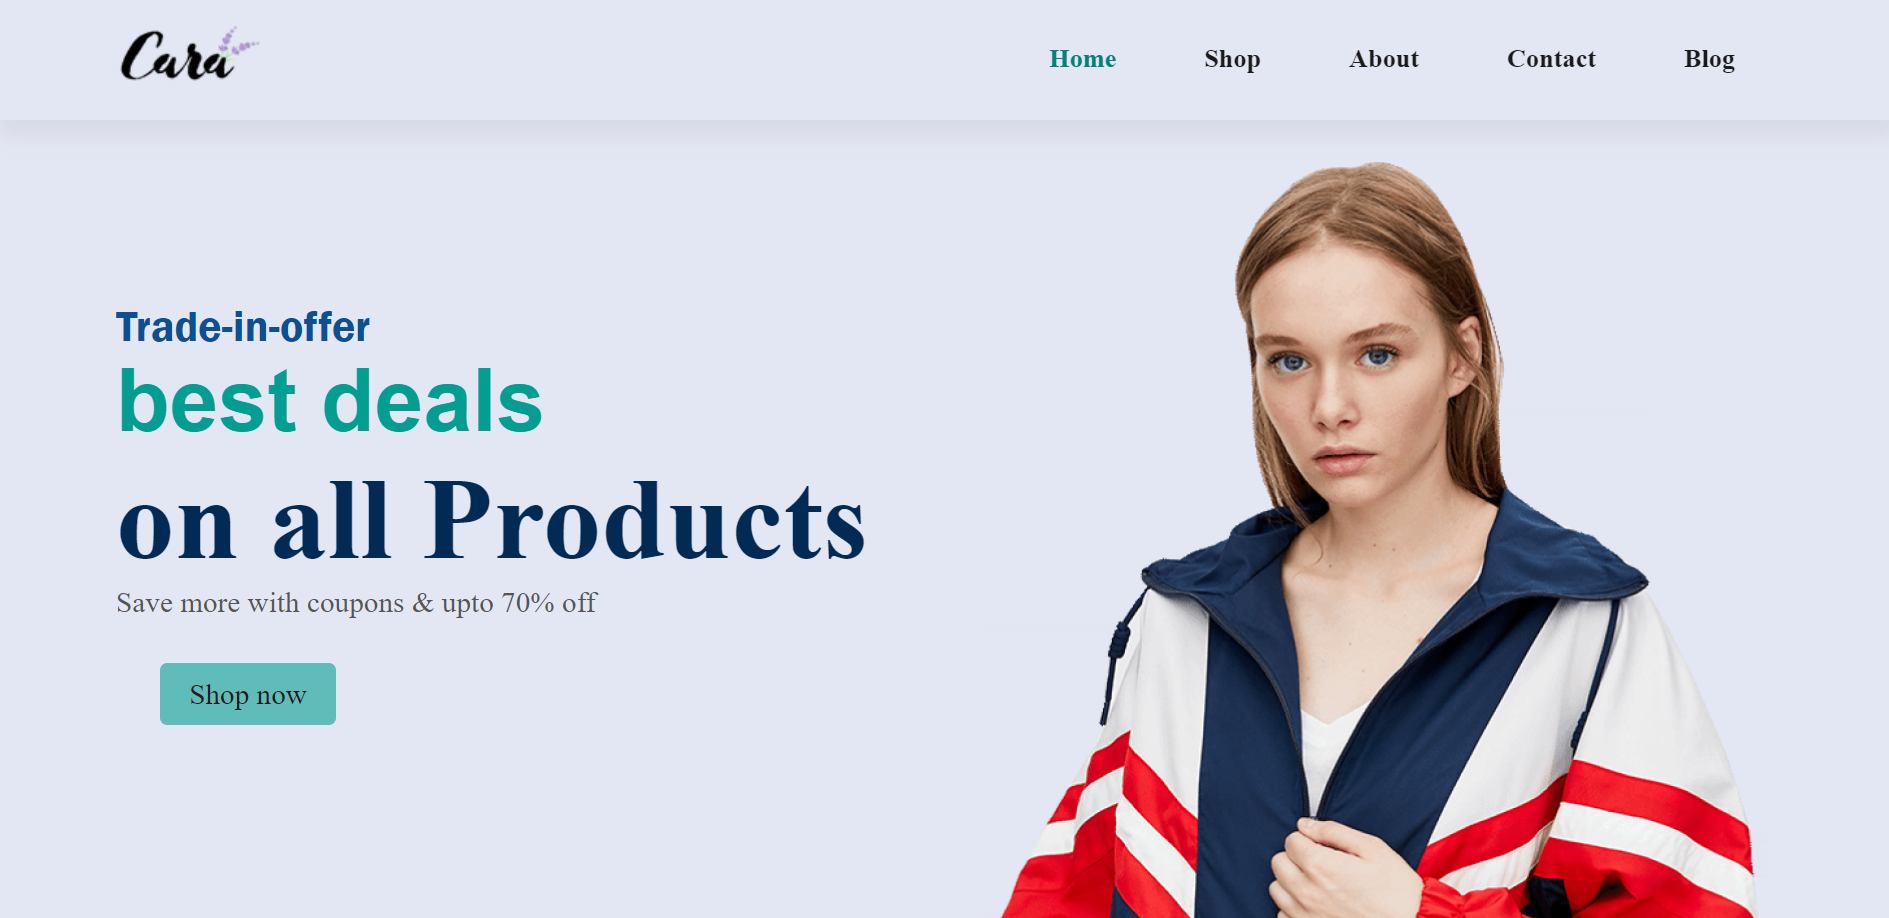 Cara
Home Shop About Contact Blog
Trade-in-offer
best deals
on all Products
Save more with coupons & upto 70% off
Shop now